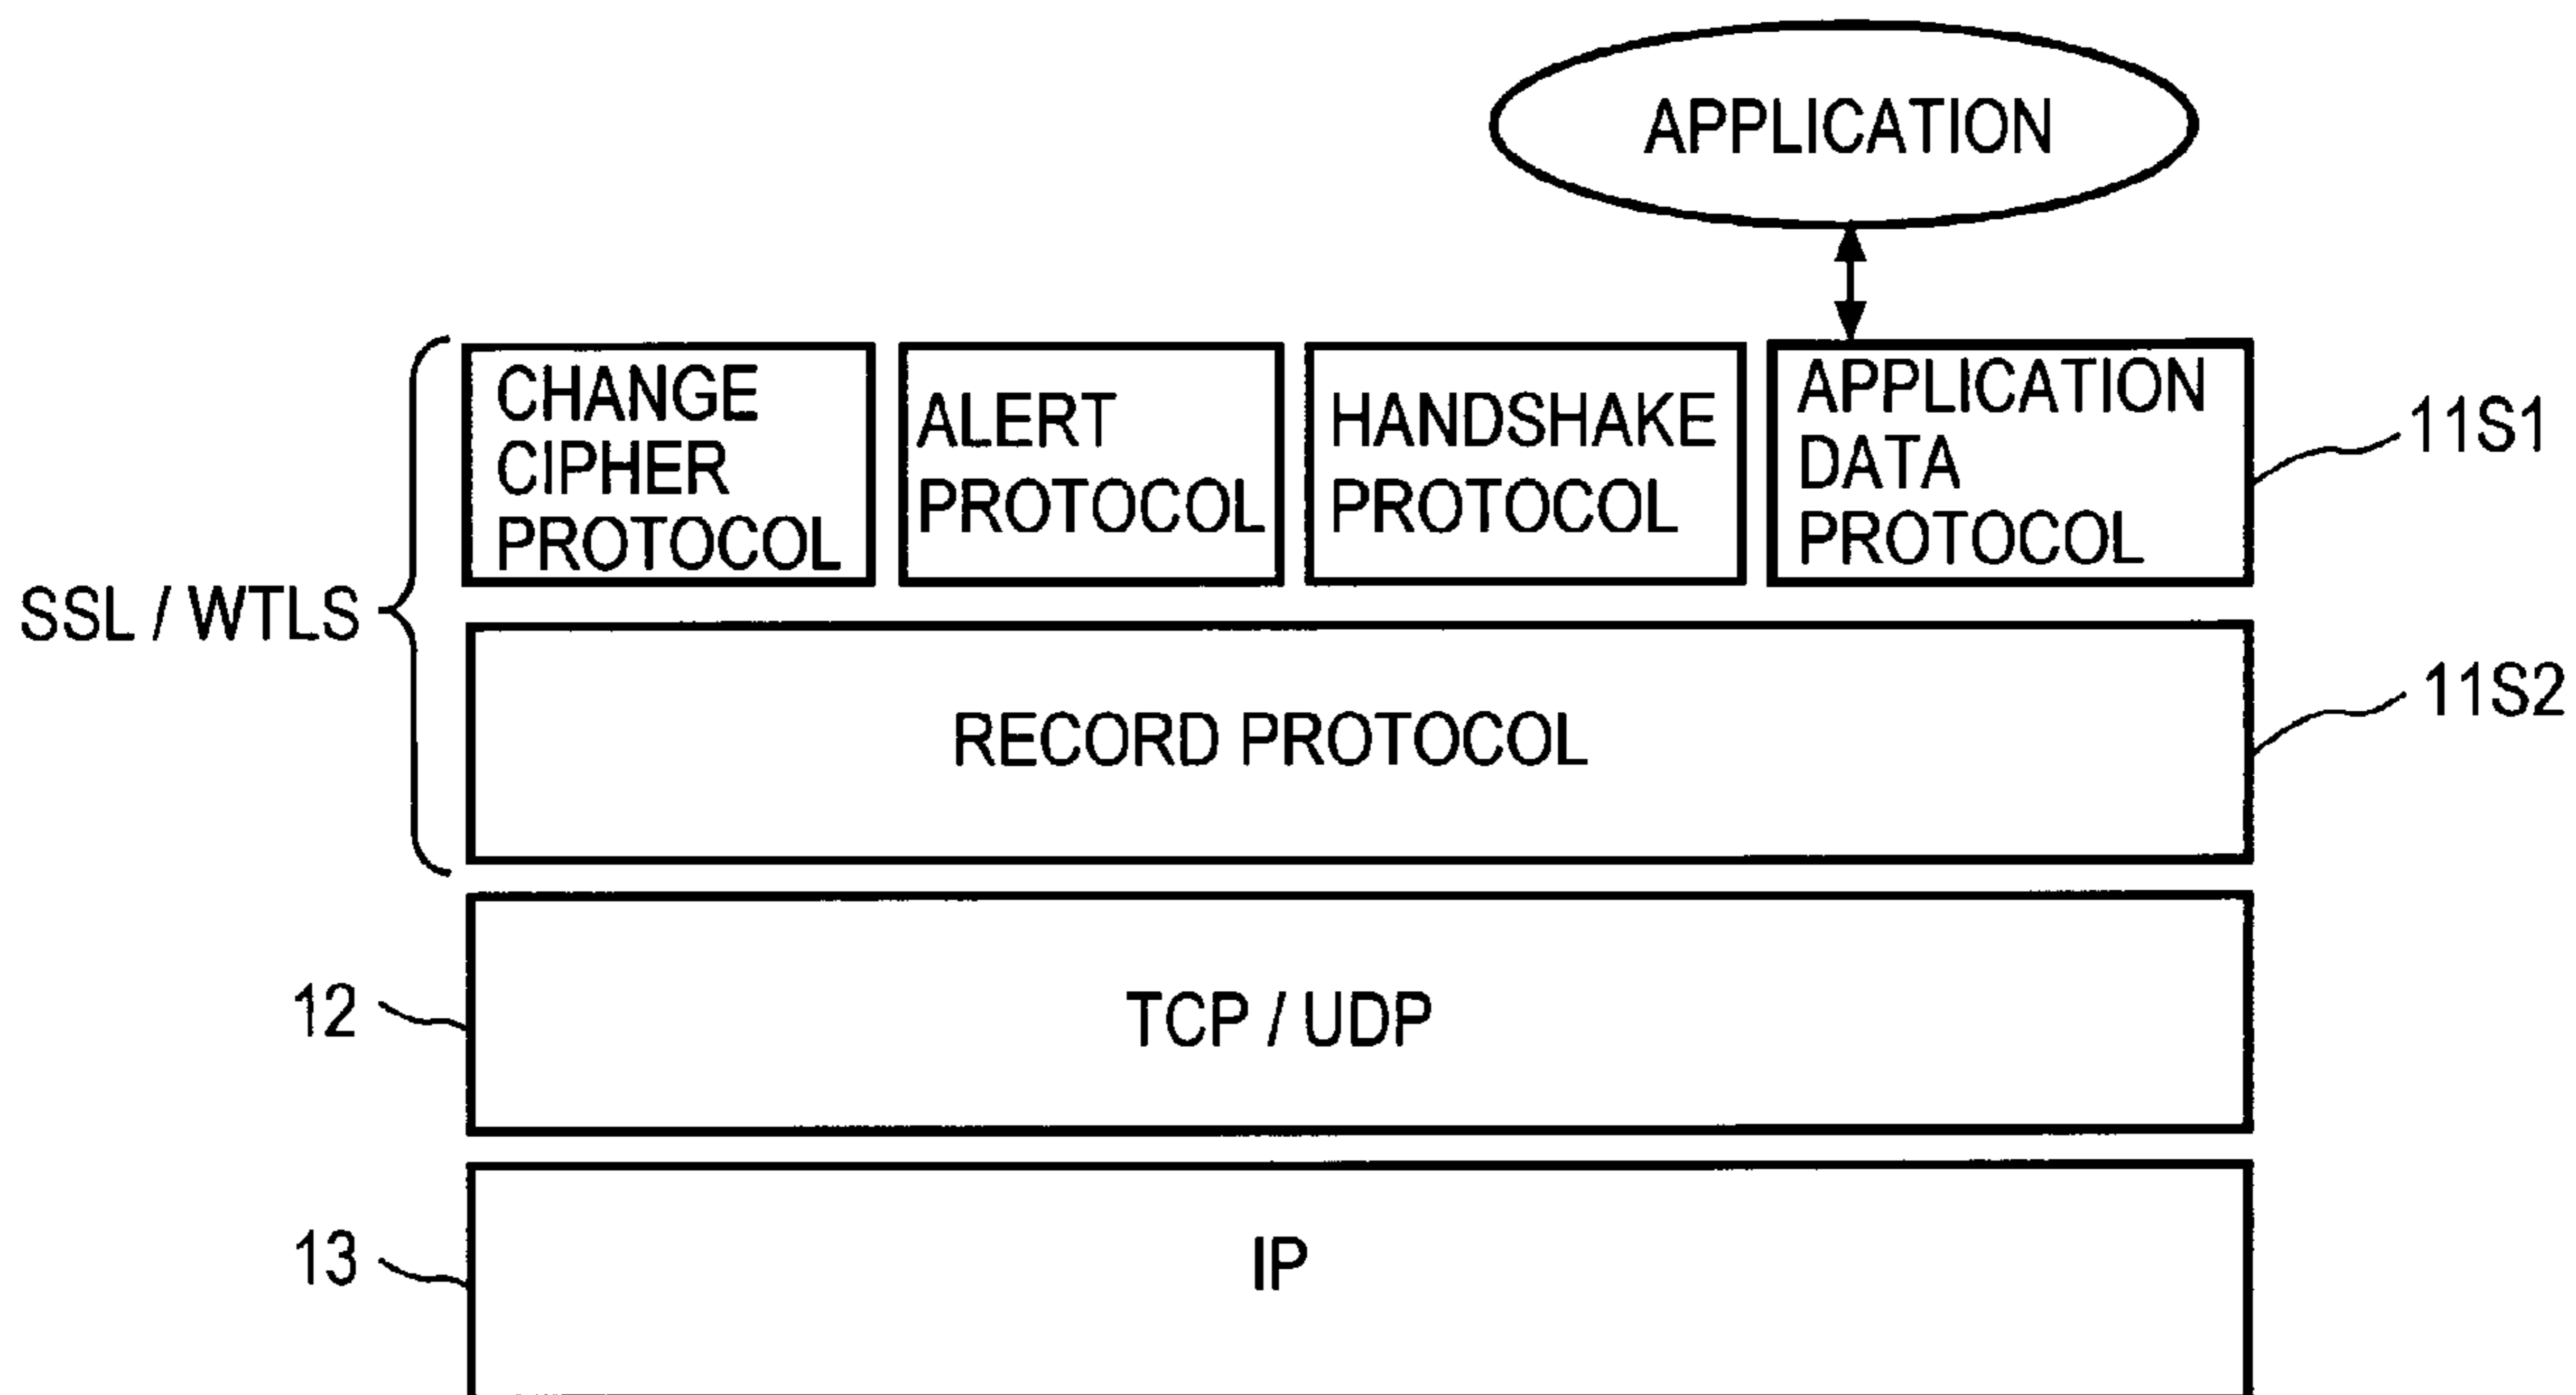 APPLICATION
CHANGE
CIPHER
PROTOCOL
ALERT
PROTOCOL
HANDSHAKE
PROTOCOL
APPLICATION
DATA
PROTOCOL
11S1
SSL / WTLS
RECORD PROTOCOL
11S2
12
TCP / UDP
13
IP